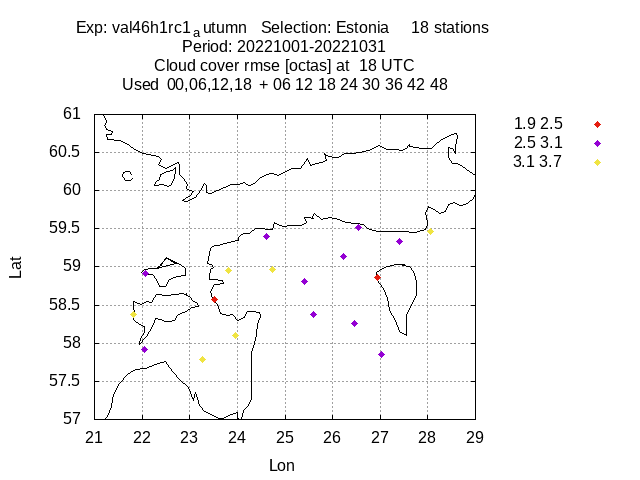 Exp: val46h1rc1_a utumn Selection: Estonia 18 stations
Period: 20221001-20221031
Cloud cover rmse [octas] at 18 UTC
Used 00,06,12,18 + 06 12 18 24 30 36 42 48
61
60.5
60
59.5
59
58.5
58
57.5
57
21 22 23 24 25 26 27 28 29
Lat
Lon
1.9 2.5
2.5 3.1
3.1 3.7